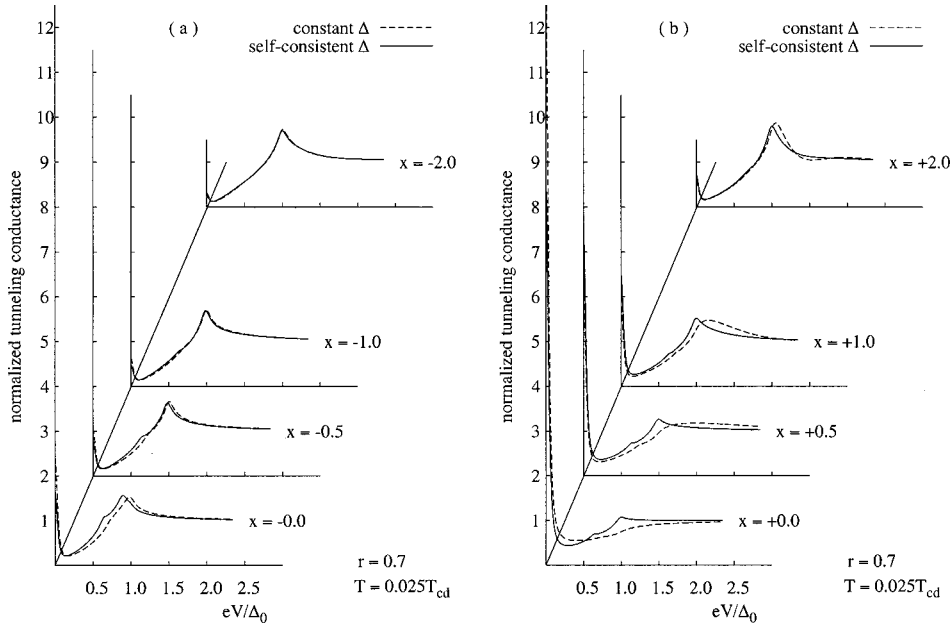 ( a )
constant Δ
self-consistent Δ
12
11
10
9
8
7
6
5
4
3
2
1
normalized tunneling conductance
x = -2.0
x = -1.0
x = -0.5
x = -0.0
r = 0.7
T = 0.025T_cd
0.5 1.0 1.5 2.0 2.5
eV/Δ_0
( b )
constant Δ
self-consistent Δ
12
11
10
9
8
7
6
5
4
3
2
1
normalized tunneling conductance
x = +2.0
x = +1.0
x = +0.5
x = +0.0
r = 0.7
T = 0.025T_cd
0.5 1.0 1.5 2.0 2.5
eV/Δ_0